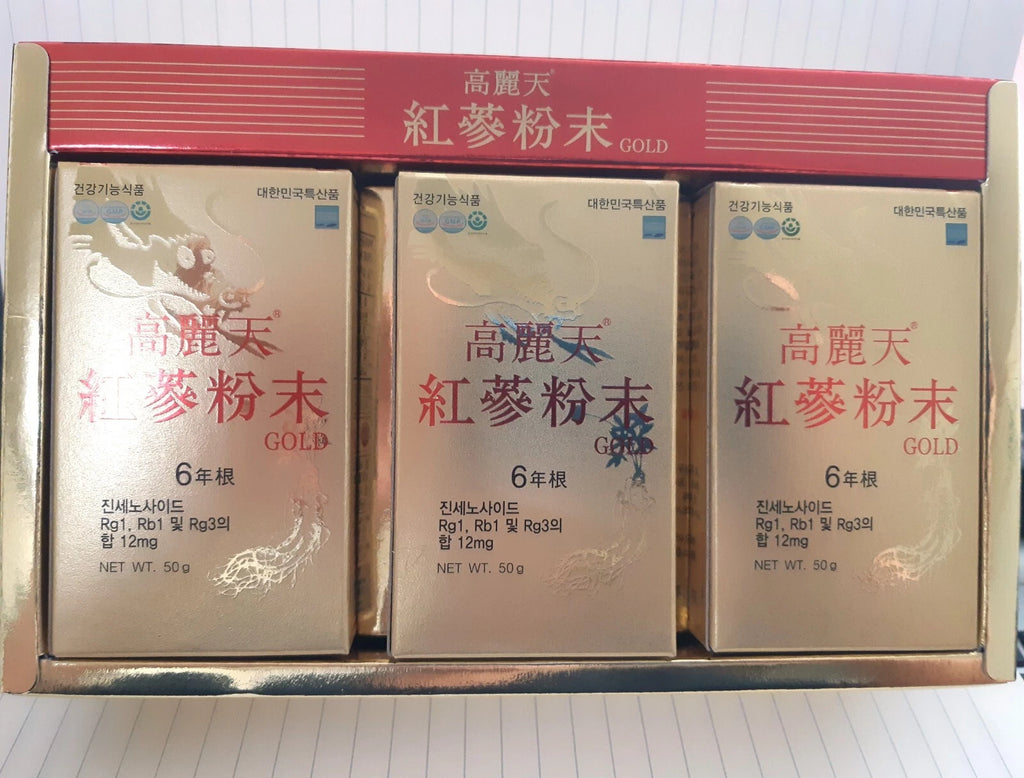 高麗天®
紅蔘粉末 GOLD
건강기능식품 대한민국특산품
GMP
高麗天®
紅蔘粉末
GOLD
6年根
진세노사이드
Rg1, Rb1 및 Rg3의
합 12mg
NET WT. 50g
건강기능식품 대한민국특산품
GMP
高麗天®
紅蔘粉末
GOLD
6年根
진세노사이드
Rg1, Rb1 및 Rg3의
합 12mg
NET WT. 50g
건강기능식품 대한민국특산품
高麗天®
紅蔘粉末
GOLD
6年根
진세노사이드
Rg1, Rb1 및 Rg3의
합 12mg
NET WT. 50g